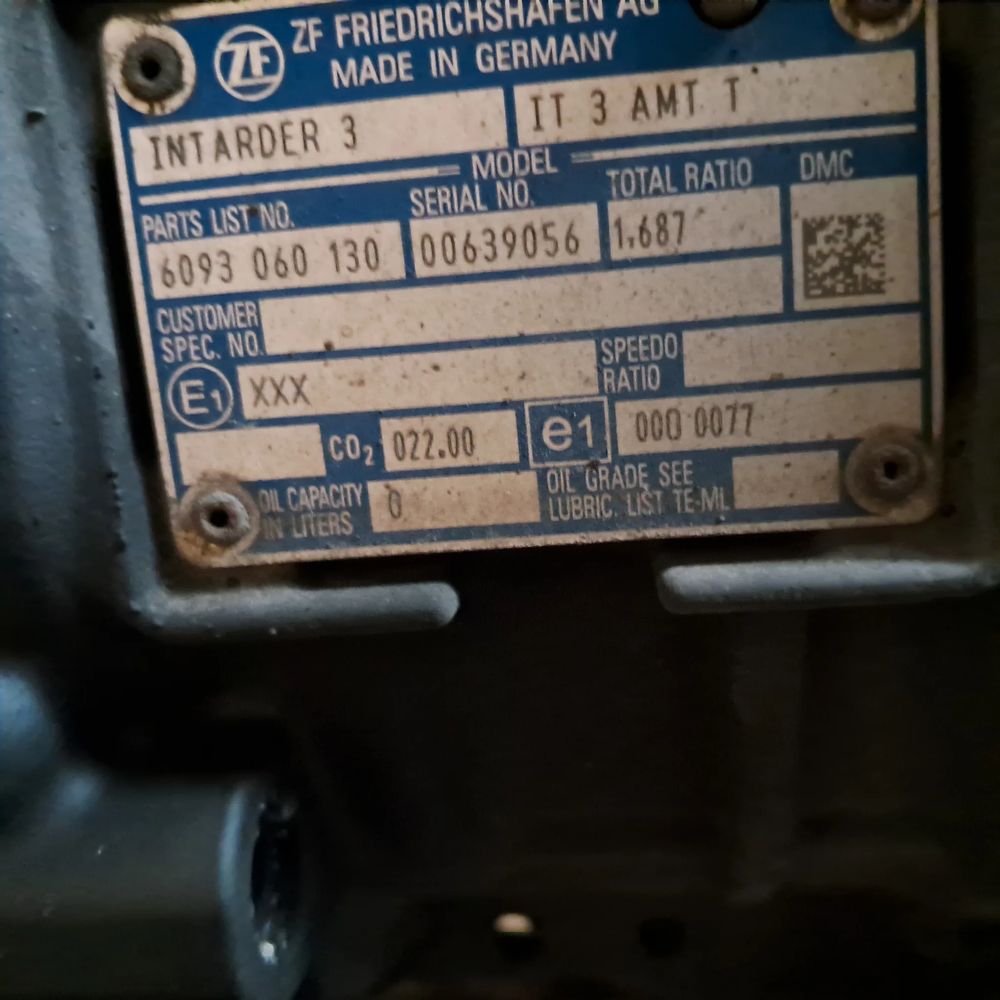 ZF ZF FRIEDRICHSHAFEN AG
MADE IN GERMANY
INTARDER 3 IT 3 AMT T
MODEL
PARTS LIST NO. SERIAL NO. TOTAL RATIO DMC
6093 060 130 00639056 1,687
CUSTOMER
SPEC. NO.
E1 XXX SPEEDO
RATIO
CO2 022.00 e1 000 0077
OIL CAPACITY
IN LITERS 0 OIL GRADE SEE
LUBRIC. LIST TE-ML